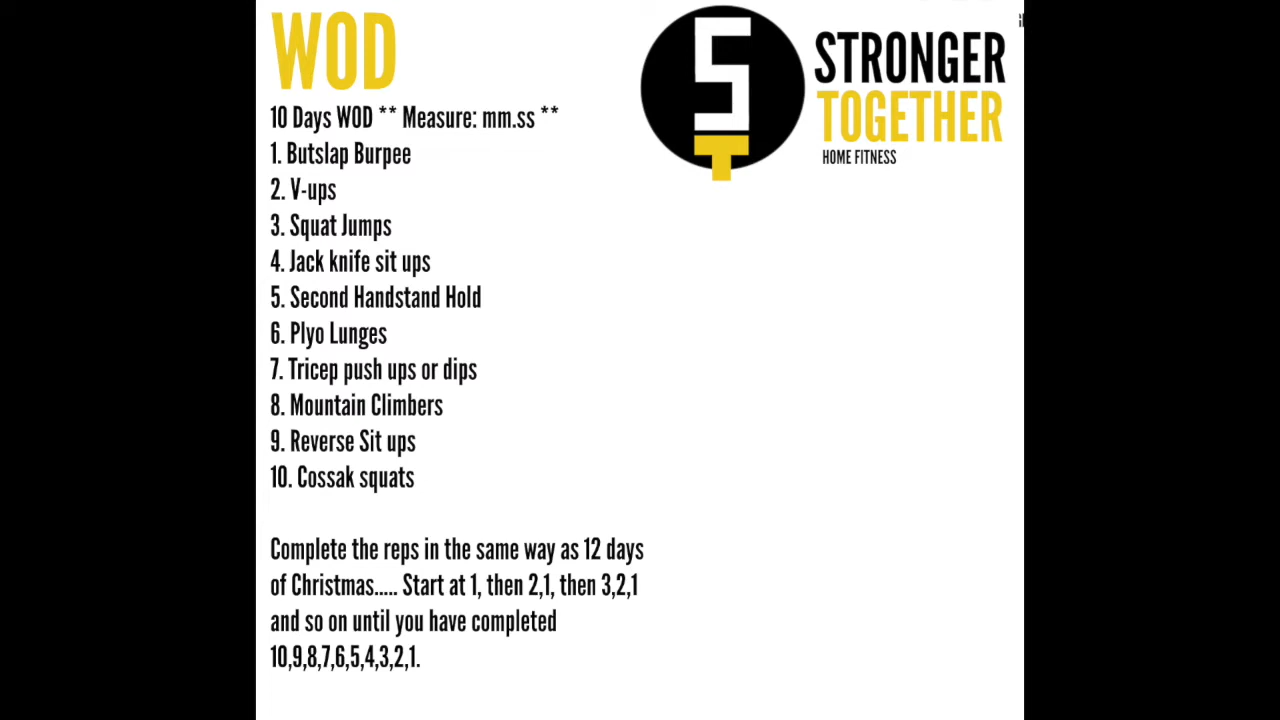 WOD
10 Days WOD ** Measure: mm.ss **
1. Butslap Burpee
2. V-ups
3. Squat Jumps
4. Jack knife sit ups
5. Second Handstand Hold
6. Plyo Lunges
7. Tricep push ups or dips
8. Mountain Climbers
9. Reverse Sit ups
10. Cossak squats
Complete the reps in the same way as 12 days
of Christmas..... Start at 1, then 2,1, then 3,2,1
and so on until you have completed
10,9,8,7,6,5,4,3,2,1.
5
T
STRONGER
TOGETHER
HOME FITNESS